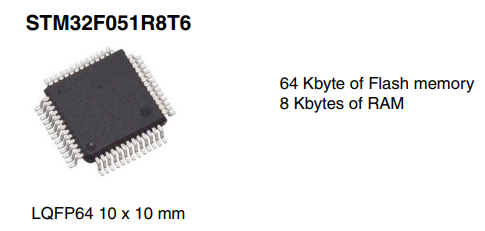 STM32F051R8T6
64 Kbyte of Flash memory
8 Kbytes of RAM
LQFP64 10 x 10 mm